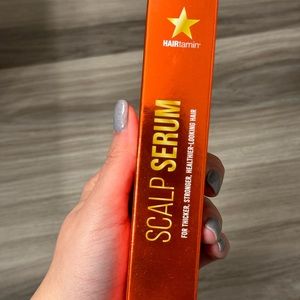 HAIRtamin®
SCALP SERUM
FOR THICKER, STRONGER, HEALTHIER-LOOKING HAIR